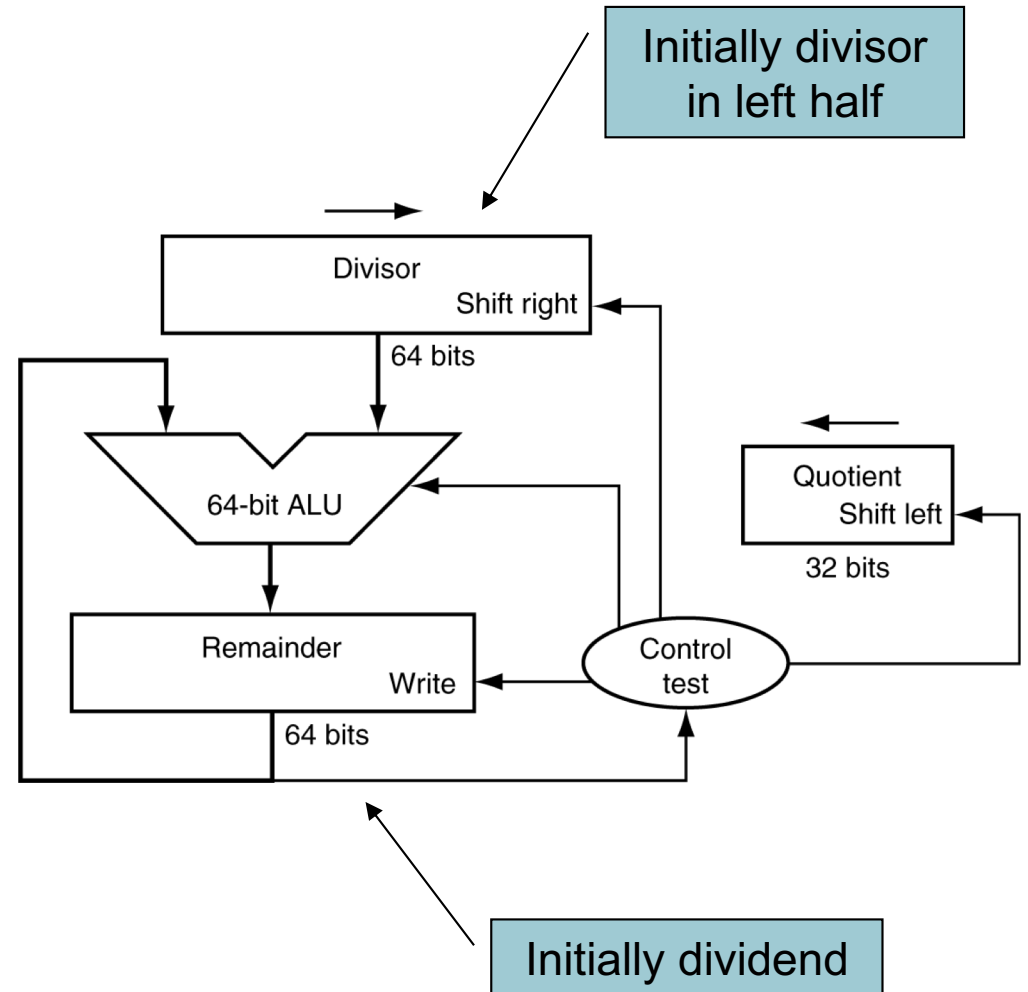 Initially divisor
in left half
Divisor
Shift right
64 bits
64-bit ALU
Quotient
Shift left
32 bits
Remainder
Write
Control
test
64 bits
Initially dividend